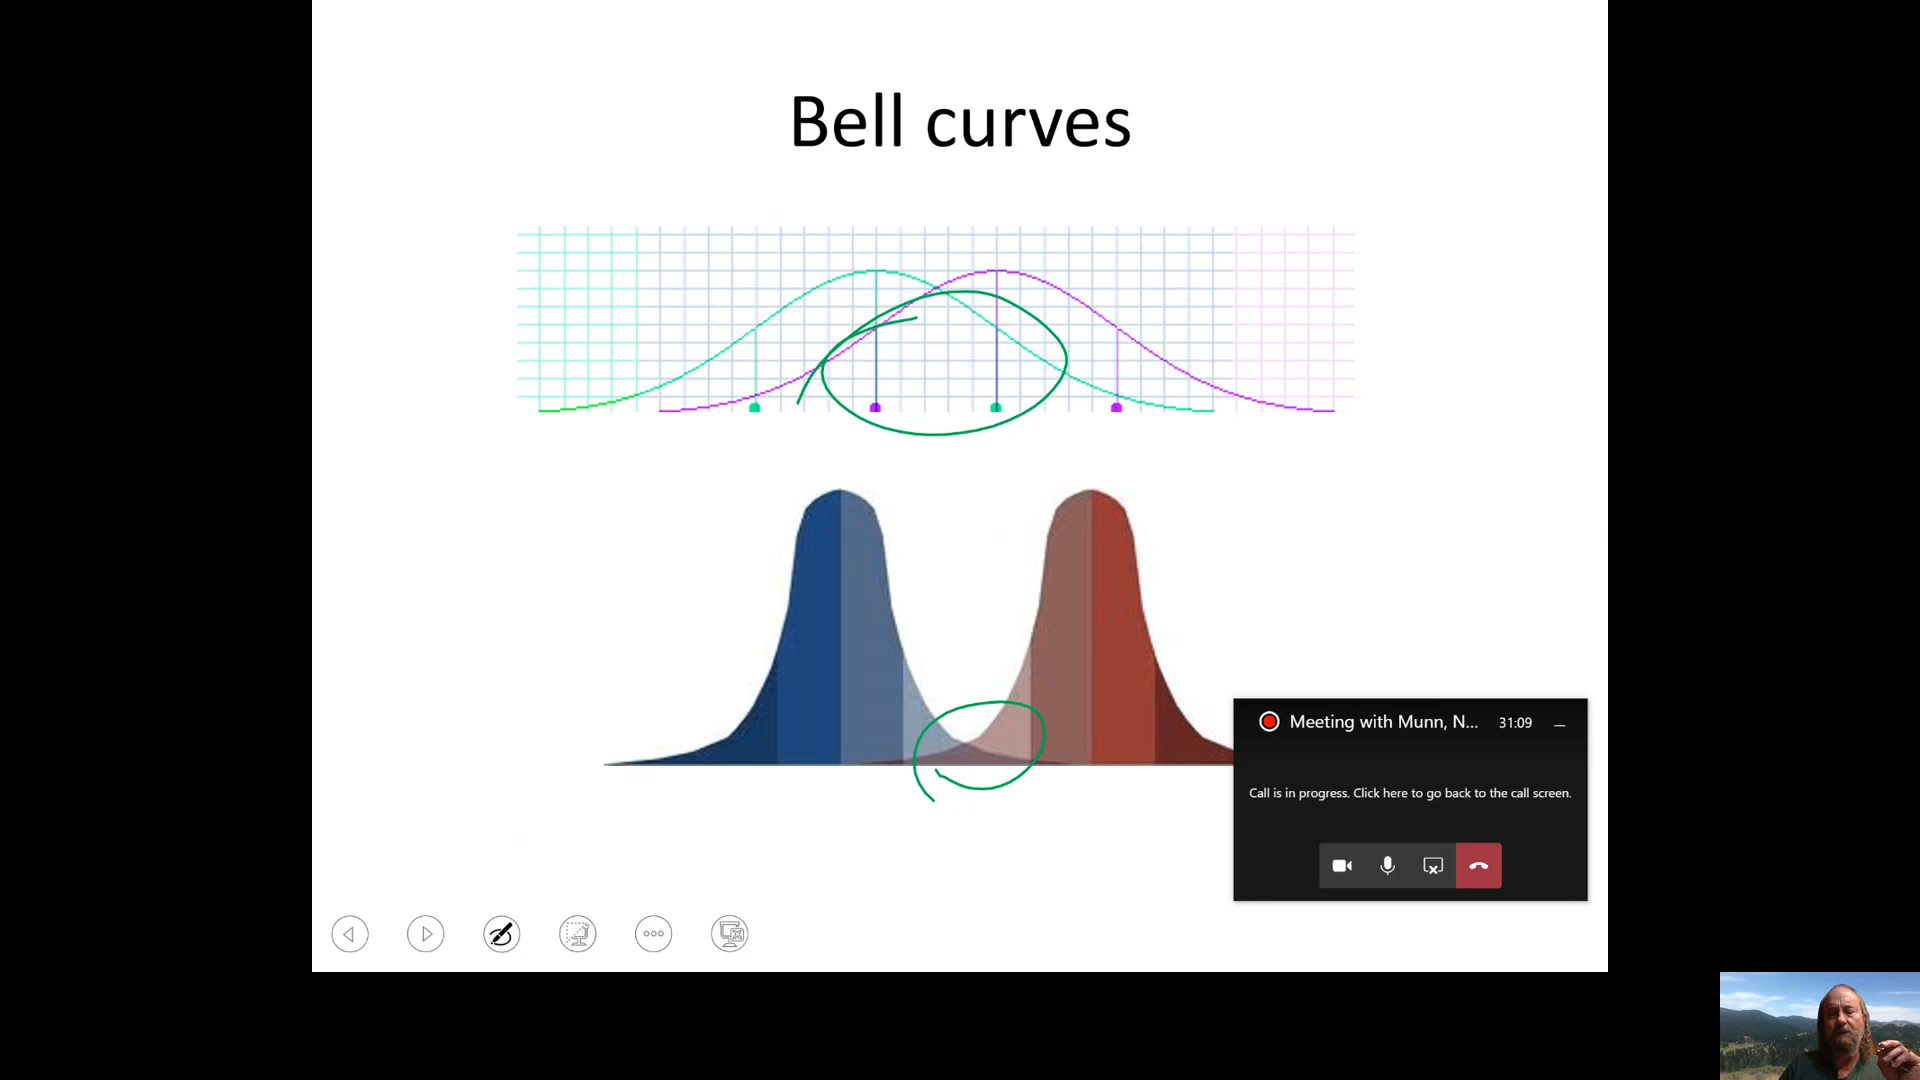 Bell curves
Meeting with Munn, N... 31:09
Call is in progress. Click here to go back to the call screen.